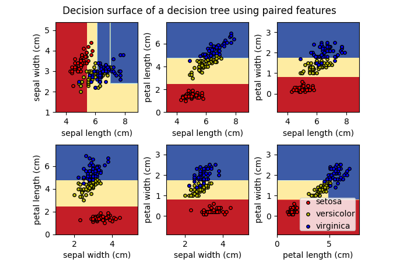 Decision surface of a decision tree using paired features
sepal width (cm)
5
4
3
2
1
4
6
8
sepal length (cm)
petal length (cm)
6
4
2
0
4
6
8
sepal length (cm)
petal width (cm)
3
2
1
0
4
6
8
sepal length (cm)
petal length (cm)
6
4
2
0
2
4
sepal width (cm)
petal width (cm)
3
2
1
0
2
4
sepal width (cm)
petal width (cm)
3
2
1
0
0
5
petal length (cm)
setosa
versicolor
virginica